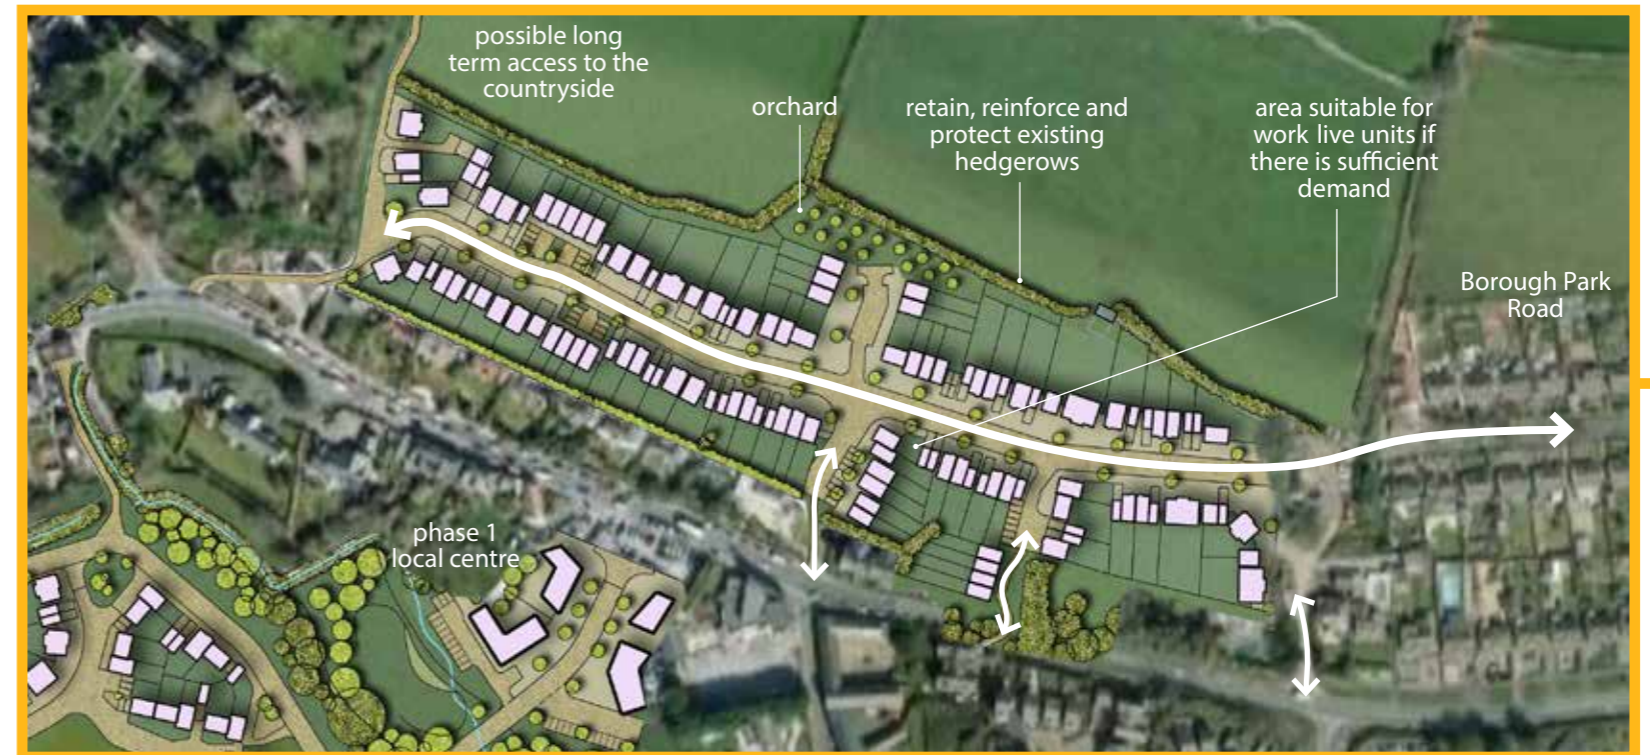 possible long
term access to the
countryside
orchard
retain, reinforce and
protect existing
hedgerows
area suitable for
work live units if
there is sufficient
demand
Borough Park
Road
phase 1
local centre